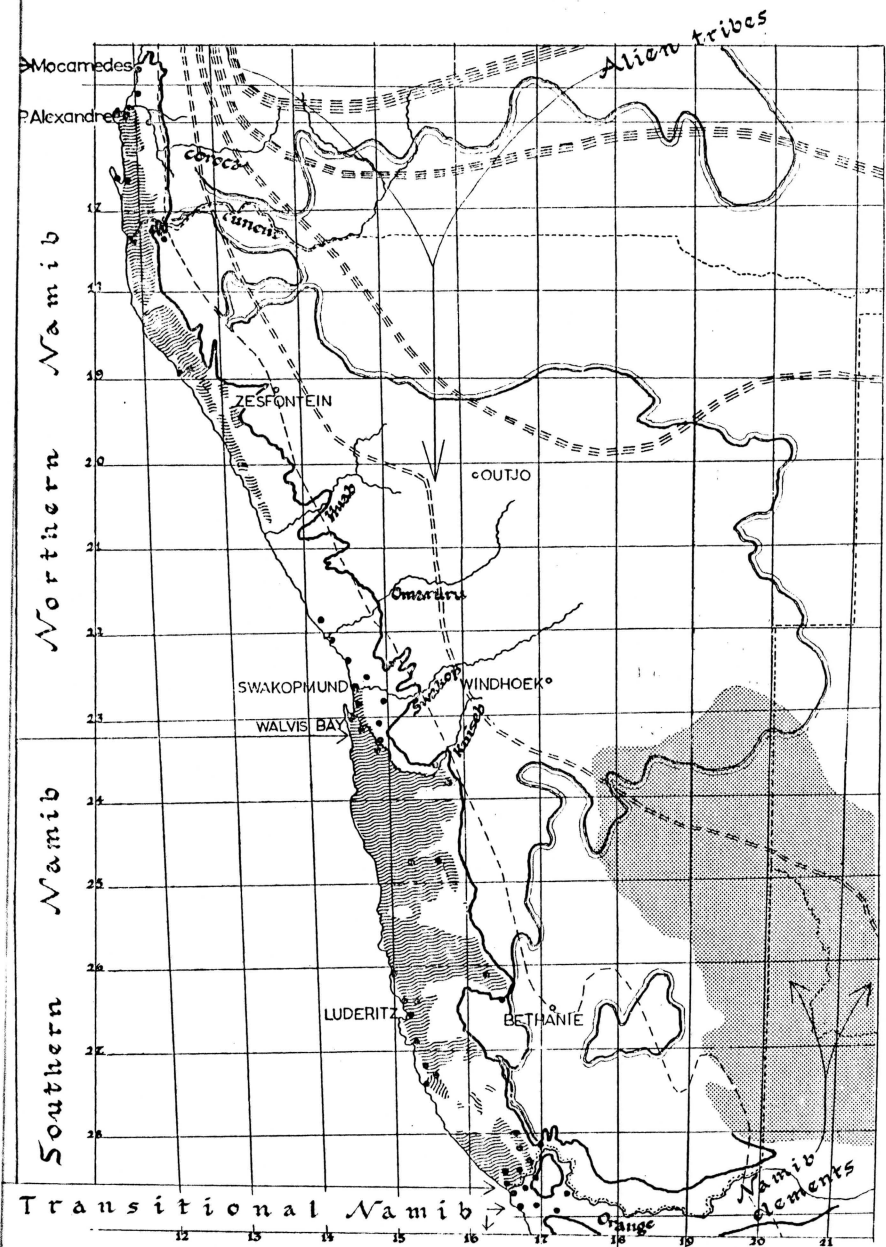 Alien tribes
Mocamedes
P.Alexandre
Coroca
17
Cunene
Northern Namib
19
ZESFONTEIN
20
OUTJO
Huab
21
Omaruru
SWAKOPMUND
Swakop
WINDHOEK
23
WALVIS BAY
Kuiseb
24
Southern Namib
25
26
LUDERITZ
BETHANIE
27
28
Namib elements
Transitional Namib
Orange
12 13 14 15 16 17 18 19 20 21